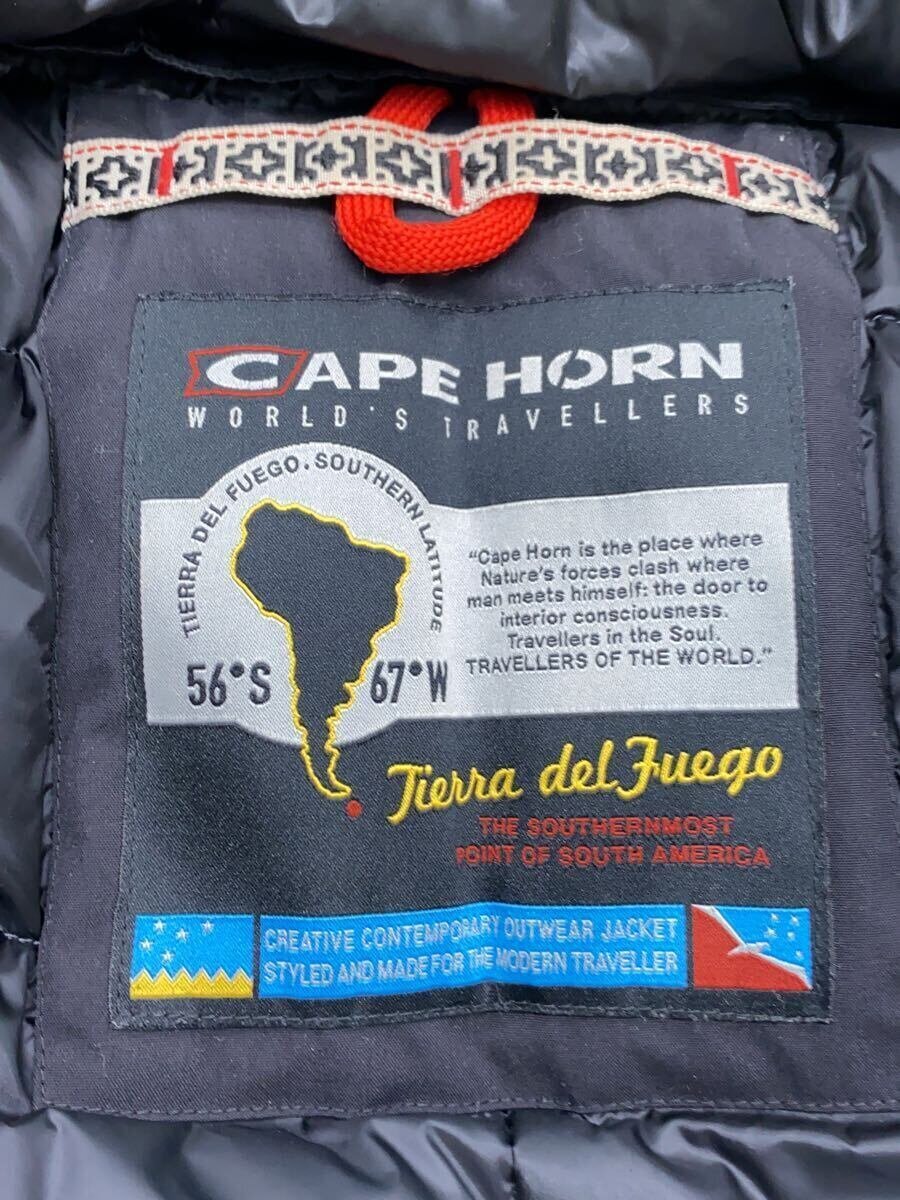 CAPE HORN
WORLD'S TRAVELLERS
TIERRA DEL FUEGO. SOUTHERN LATITUDE
56°S 67°W
"Cape Horn is the place where
Nature's forces clash where
man meets himself: the door to
interior consciousness.
Travellers in the Soul.
TRAVELLERS OF THE WORLD."
Tierra del Fuego
THE SOUTHERNMOST
POINT OF SOUTH AMERICA
CREATIVE CONTEMPORARY OUTWEAR JACKET
STYLED AND MADE FOR THE MODERN TRAVELLER